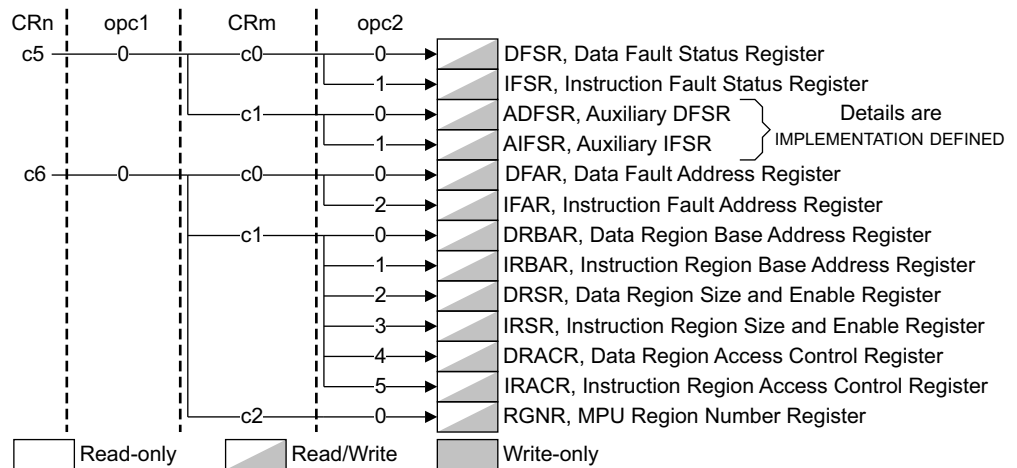 CRn opc1 CRm opc2
c5 0 c0 0 DFSR, Data Fault Status Register
1 IFSR, Instruction Fault Status Register
c1 0 ADFSR, Auxiliary DFSR Details are
1 AIFSR, Auxiliary IFSR IMPLEMENTATION DEFINED
c6 0 c0 0 DFAR, Data Fault Address Register
2 IFAR, Instruction Fault Address Register
c1 0 DRBAR, Data Region Base Address Register
1 IRBAR, Instruction Region Base Address Register
2 DRSR, Data Region Size and Enable Register
3 IRSR, Instruction Region Size and Enable Register
4 DRACR, Data Region Access Control Register
5 IRACR, Instruction Region Access Control Register
c2 0 RGNR, MPU Region Number Register
Read-only Read/Write Write-only